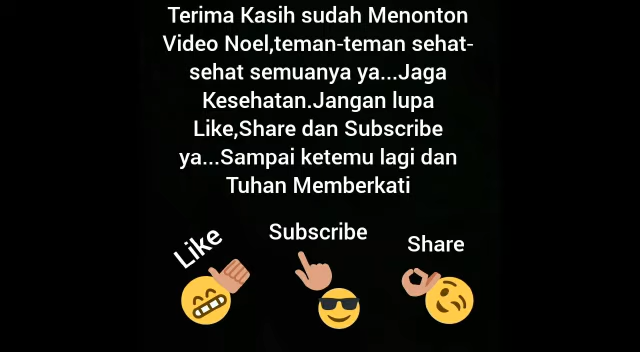 Terima Kasih sudah Menonton
Video Noel,teman-teman sehat-
sehat semuanya ya...Jaga
Kesehatan.Jangan lupa
Like,Share dan Subscribe
ya...Sampai ketemu lagi dan
Tuhan Memberkati
Like
Subscribe
Share